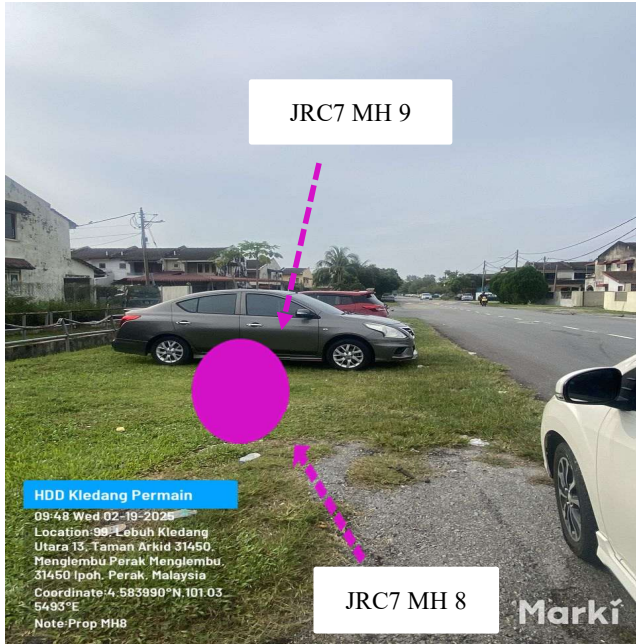 JRC7 MH 9
HDD Kledang Permain
09:48 Wed 02-19-2025
Location:99, Lebuh Kledang
Utara 13, Taman Arkid 31450,
Menglembu Perak Menglembu,
31450 Ipoh, Perak, Malaysia
Coordinate:4.583990°N,101.03
5493°E
Note:Prop MH8
JRC7 MH 8
Marki